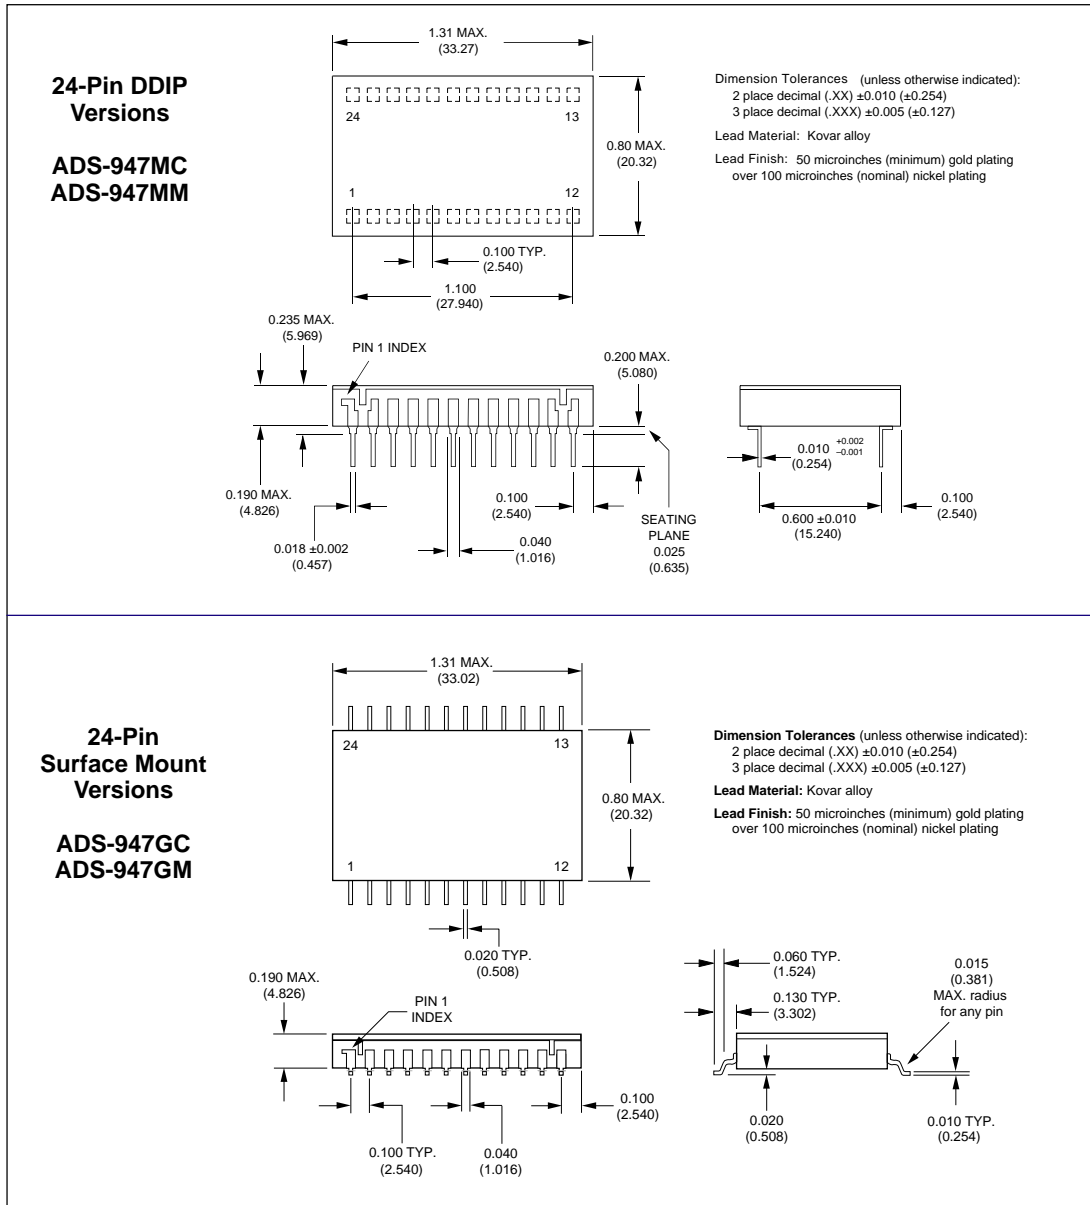 1.31 MAX.
(33.27)
24-Pin DDIP
Versions
ADS-947MC
ADS-947MM
24
13
1
12
0.80 MAX.
(20.32)
Dimension Tolerances (unless otherwise indicated):
2 place decimal (.XX) ±0.010 (±0.254)
3 place decimal (.XXX) ±0.005 (±0.127)
Lead Material: Kovar alloy
Lead Finish: 50 microinches (minimum) gold plating
over 100 microinches (nominal) nickel plating
0.100 TYP.
(2.540)
1.100
(27.940)
0.235 MAX.
(5.969)
PIN 1 INDEX
0.200 MAX.
(5.080)
0.190 MAX.
(4.826)
0.018 ±0.002
(0.457)
0.100
(2.540)
0.040
(1.016)
SEATING
PLANE
0.025
(0.635)
0.010 +0.002
–0.001
(0.254)
0.600 ±0.010
(15.240)
0.100
(2.540)
1.31 MAX.
(33.02)
24-Pin
Surface Mount
Versions
ADS-947GC
ADS-947GM
24
13
1
12
0.80 MAX.
(20.32)
Dimension Tolerances (unless otherwise indicated):
2 place decimal (.XX) ±0.010 (±0.254)
3 place decimal (.XXX) ±0.005 (±0.127)
Lead Material: Kovar alloy
Lead Finish: 50 microinches (minimum) gold plating
over 100 microinches (nominal) nickel plating
0.020 TYP.
(0.508)
0.190 MAX.
(4.826)
PIN 1
INDEX
0.100
(2.540)
0.100 TYP.
(2.540)
0.040
(1.016)
0.060 TYP.
(1.524)
0.130 TYP.
(3.302)
0.015
(0.381)
MAX. radius
for any pin
0.020
(0.508)
0.010 TYP.
(0.254)